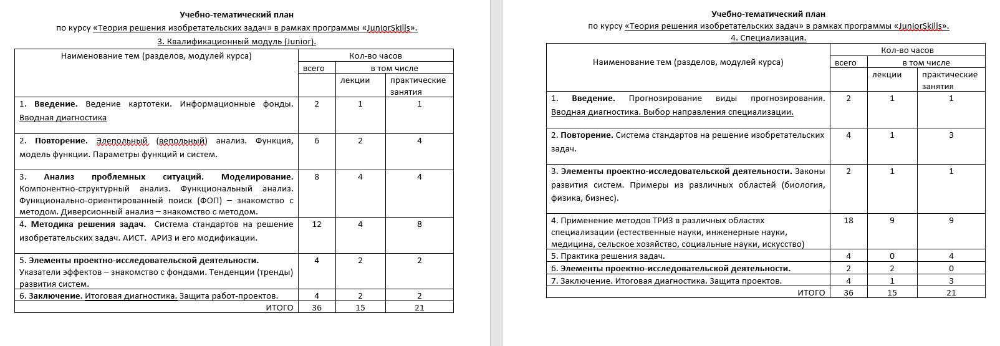 Учебно-тематический план
по курсу «Теория решения изобретательских задач» в рамках программы «JuniorSkills».
3. Квалификационный модуль (Junior).
Наименование тем (разделов, модулей курса)
Кол-во часов
всего
в том числе
лекции
практические
занятия
1. Введение. Ведение картотеки. Информационные фонды.
Вводная диагностика
2 1 1
2. Повторение. Элепольный (вепольный) анализ. Функция,
модель функции. Параметры функций и систем.
6 2 4
3. Анализ проблемных ситуаций. Моделирование.
Компонентно-структурный анализ. Функциональный анализ.
Функционально-ориентированный поиск (ФОП) – знакомство с
методом. Диверсионный анализ – знакомство с методом.
8 4 4
4. Методика решения задач. Система стандартов на решение
изобретательских задач. АИСТ. АРИЗ и его модификации.
12 4 8
5. Элементы проектно-исследовательской деятельности.
Указатели эффектов – знакомство с фондами. Тенденции (тренды)
развития систем.
4 2 2
6. Заключение. Итоговая диагностика. Защита работ-проектов.
4 2 2
ИТОГО 36 15 21
Учебно-тематический план
по курсу «Теория решения изобретательских задач» в рамках программы «JuniorSkills».
4. Специализация.
Наименование тем (разделов, модулей курса)
Кол-во часов
всего
в том числе
лекции
практические
занятия
1. Введение. Прогнозирование виды прогнозирования.
Вводная диагностика. Выбор направления специализации.
2 1 1
2. Повторение. Система стандартов на решение изобретательских
задач.
4 1 3
3. Элементы проектно-исследовательской деятельности. Законы
развития систем. Примеры из различных областей (биология,
физика, бизнес).
2 1 1
4. Применение методов ТРИЗ в различных областях
специализации (естественные науки, инженерные науки,
медицина, сельское хозяйство, социальные науки, искусство)
18 9 9
5. Практика решения задач.
4 0 4
6. Элементы проектно-исследовательской деятельности.
2 2 0
7. Заключение. Итоговая диагностика. Защита проектов.
4 1 3
ИТОГО 36 15 21